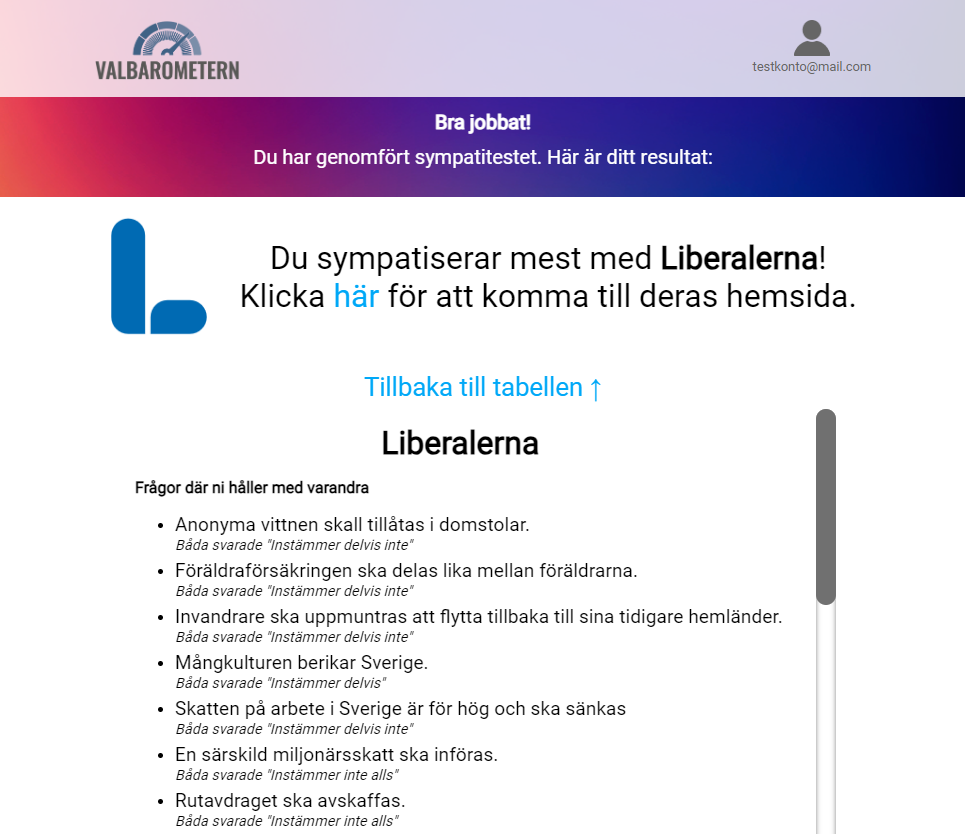 VALBAROMETERN
testkonto@mail.com
Bra jobbat!
Du har genomfört sympatitestet. Här är ditt resultat:
Du sympatiserar mest med Liberalerna!
Klicka här för att komma till deras hemsida.
Tillbaka till tabellen ↑
Liberalerna
Frågor där ni håller med varandra
• Anonyma vittnen skall tillåtas i domstolar.
Båda svarade "Instämmer delvis inte"
• Föräldraförsäkringen ska delas lika mellan föräldrarna.
Båda svarade "Instämmer delvis inte"
• Invandrare ska uppmuntras att flytta tillbaka till sina tidigare hemländer.
Båda svarade "Instämmer delvis inte"
• Mångkulturen berikar Sverige.
Båda svarade "Instämmer delvis"
• Skatten på arbete i Sverige är för hög och ska sänkas
Båda svarade "Instämmer delvis inte"
• En särskild miljonärsskatt ska införas.
Båda svarade "Instämmer inte alls"
• Rutavdraget ska avskaffas.
Båda svarade "Instämmer inte alls"